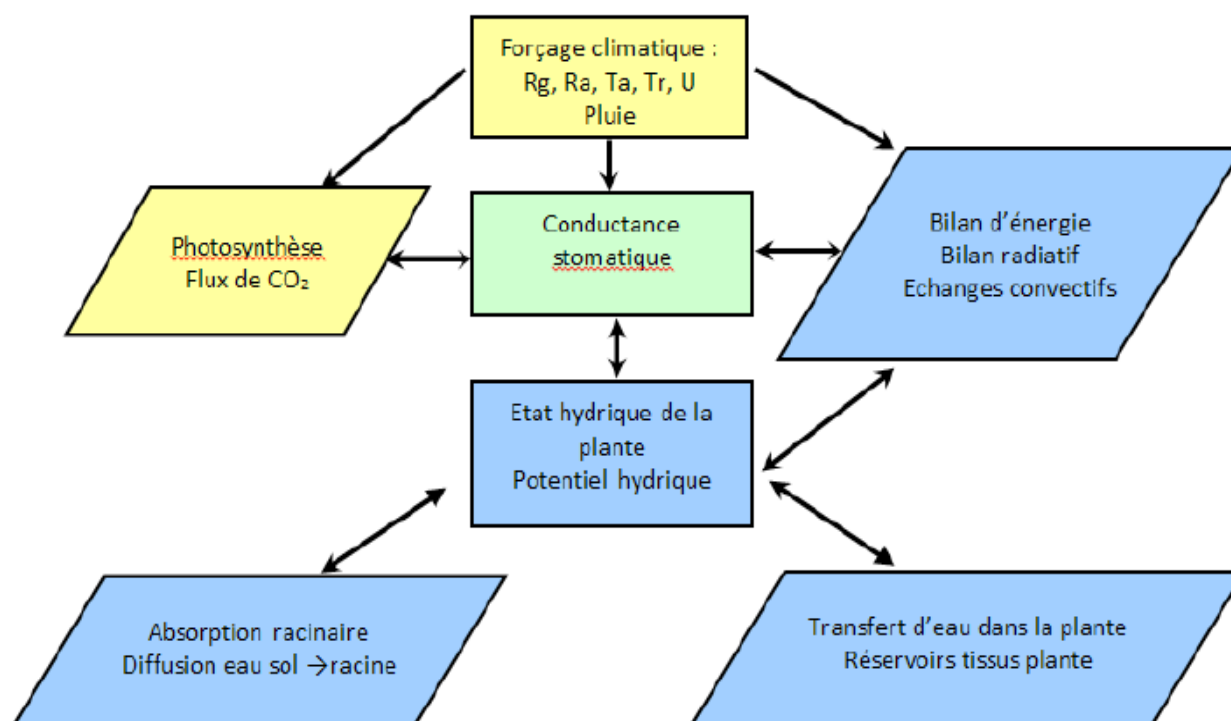 Forçage climatique :
Rg, Ra, Ta, Tr, U
Pluie
Photosynthèse
Flux de CO₂
Conductance
stomatique
Bilan d’énergie
Bilan radiatif
Echanges convectifs
Etat hydrique de la
plante
Potentiel hydrique
Absorption racinaire
Diffusion eau sol →racine
Transfert d’eau dans la plante
Réservoirs tissus plante